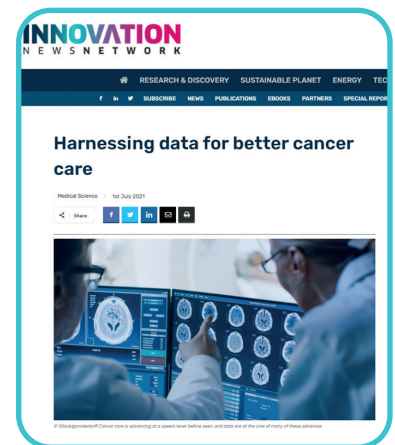 INNOVATION
NEWS NETWORK
RESEARCH & DISCOVERY SUSTAINABLE PLANET ENERGY TEC
f in SUBSCRIBE NEWS PUBLICATIONS EBOOKS PARTNERS SPECIAL REPOR
Harnessing data for better cancer
care
Medical Science 1st July 2021
Share f in
© iStock/gorodenkoff Cancer care is advancing at a speed never before seen, and data are at the core of many of these advances